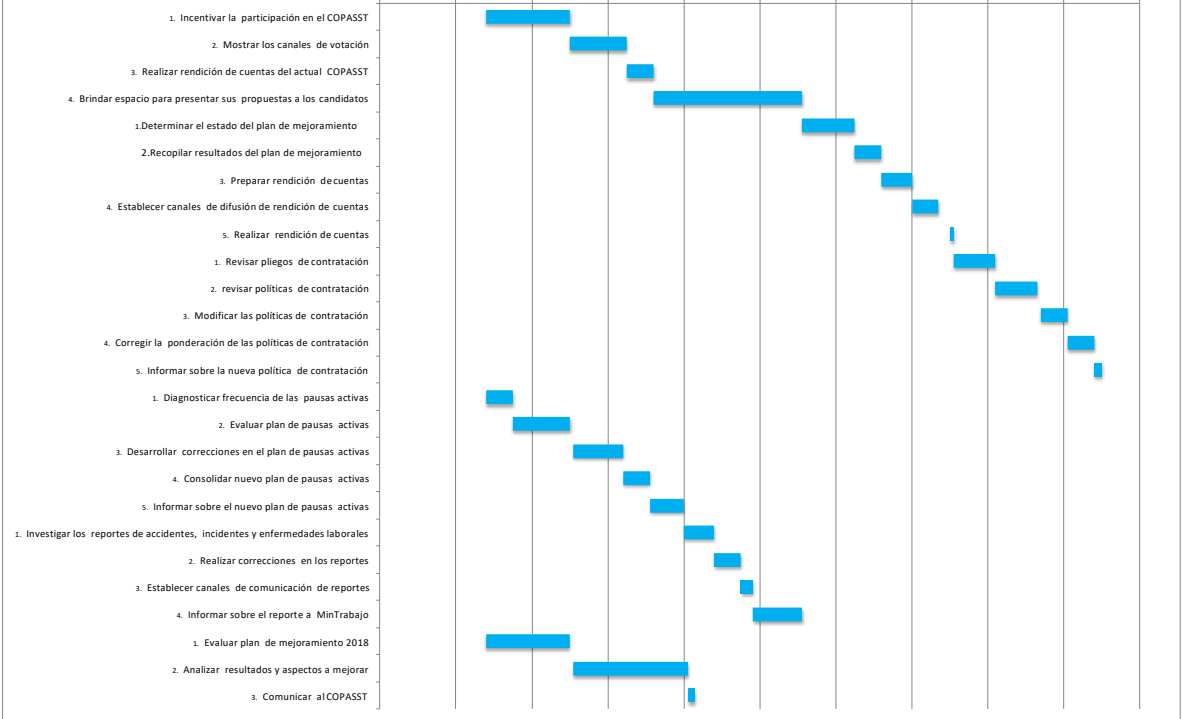 1. Incentivar la participación en el COPASST
2. Mostrar los canales de votación
3. Realizar rendición de cuentas del actual COPASST
4. Brindar espacio para presentar sus propuestas a los candidatos
1.Determinar el estado del plan de mejoramiento
2.Recopilar resultados del plan de mejoramiento
3. Preparar rendición de cuentas
4. Establecer canales de difusión de rendición de cuentas
5. Realizar rendición de cuentas
1. Revisar pliegos de contratación
2. revisar políticas de contratación
3. Modificar las políticas de contratación
4. Corregir la ponderación de las políticas de contratación
5. Informar sobre la nueva política de contratación
1. Diagnosticar frecuencia de las pausas activas
2. Evaluar plan de pausas activas
3. Desarrollar correcciones en el plan de pausas activas
4. Consolidar nuevo plan de pausas activas
5. Informar sobre el nuevo plan de pausas activas
1. Investigar los reportes de accidentes, incidentes y enfermedades laborales
2. Realizar correcciones en los reportes
3. Establecer canales de comunicación de reportes
4. Informar sobre el reporte a MinTrabajo
1. Evaluar plan de mejoramiento 2018
2. Analizar resultados y aspectos a mejorar
3. Comunicar al COPASST